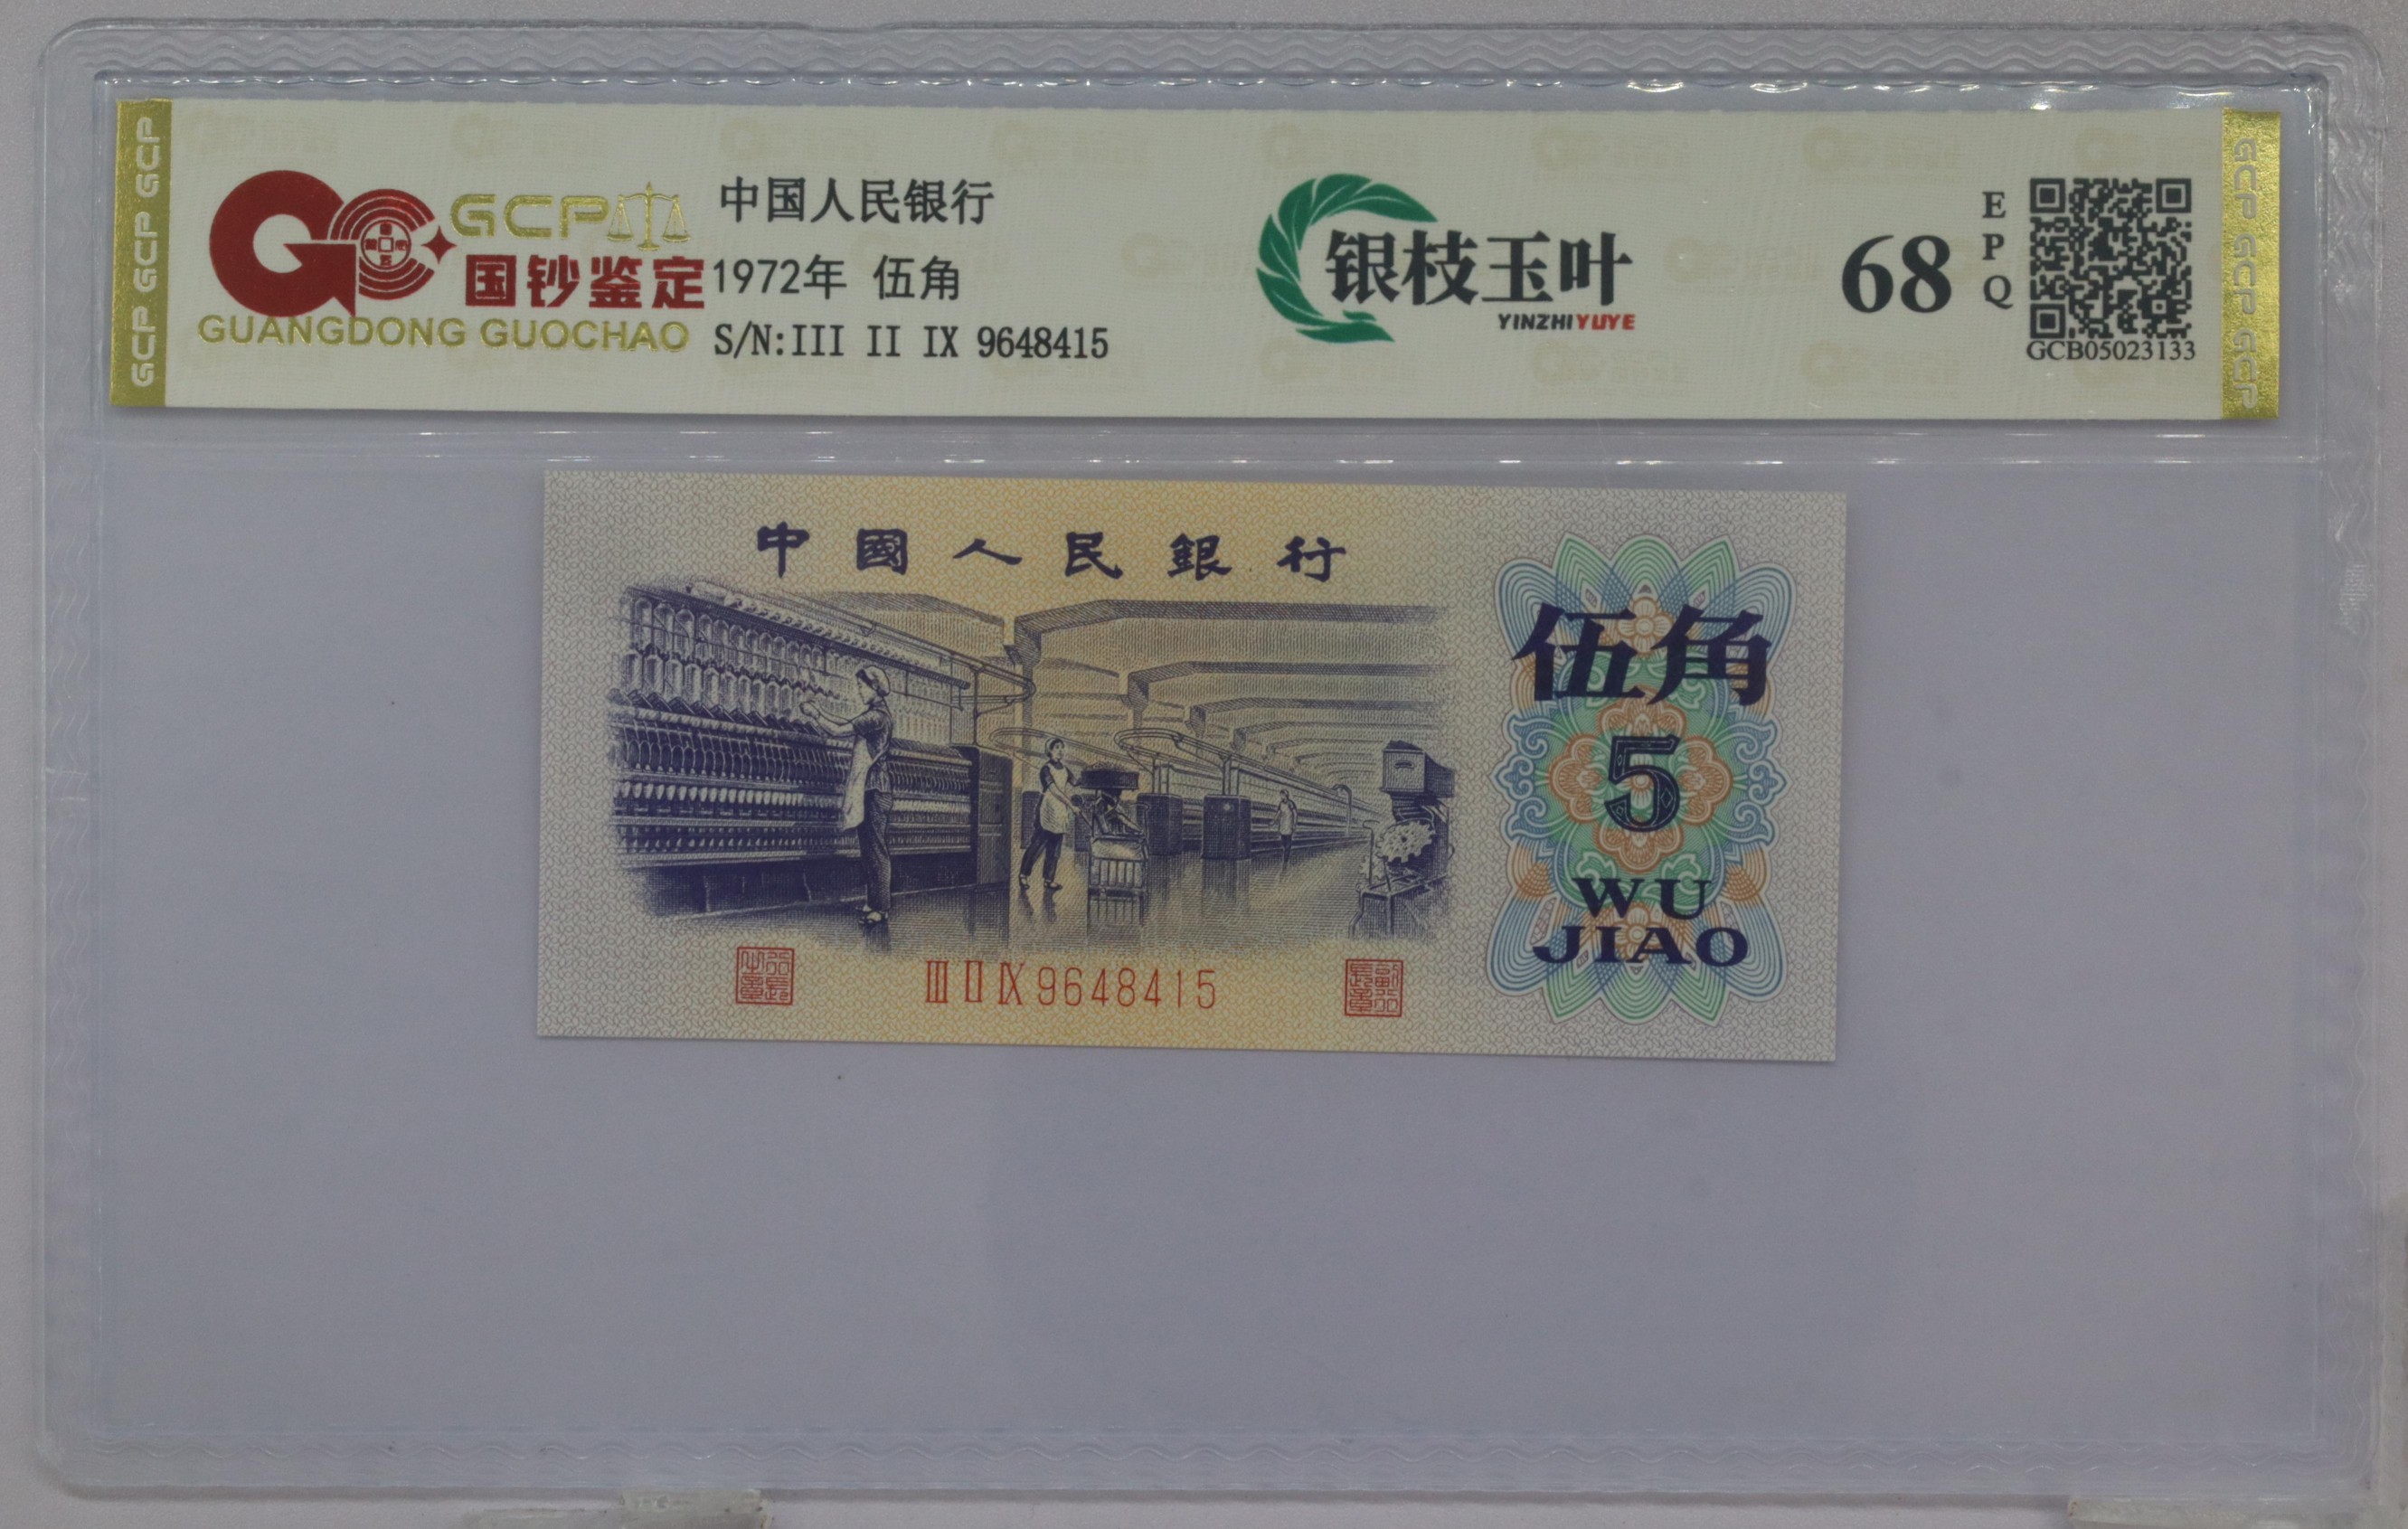 GCP GCP GCP
GCP
国钞鉴定
GUANGDONG GUOCHAO
中国人民银行
1972年 伍角
S/N:III II IX 9648415
银枝玉叶
YINZHIYUYE
68
EPQ
GCB05023133
GCP GCP GCP
中國人民銀行
伍角
5
WU
JIAO
III II IX 9648415